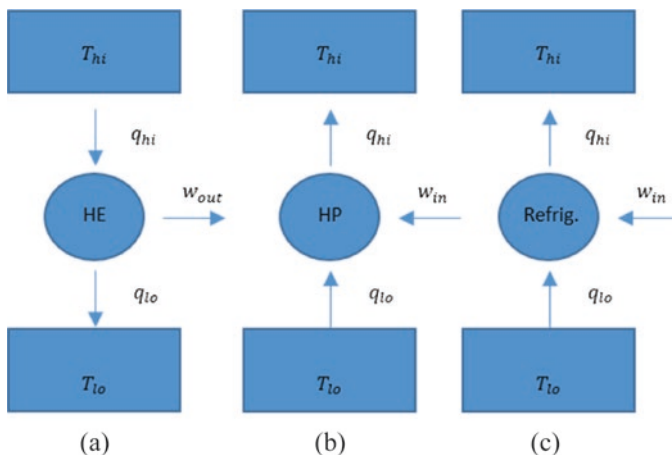 T_hi T_hi T_hi
q_hi q_hi q_hi
HE w_out HP w_in Refrig. w_in
q_lo q_lo q_lo
T_lo T_lo T_lo
(a) (b) (c)